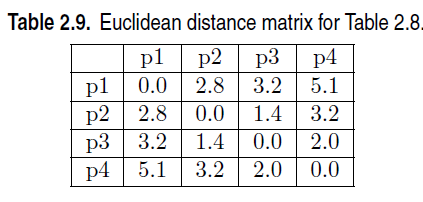 Table 2.9. Euclidean distance matrix for Table 2.8.
p1 p2 p3 p4
p1 0.0 2.8 3.2 5.1
p2 2.8 0.0 1.4 3.2
p3 3.2 1.4 0.0 2.0
p4 5.1 3.2 2.0 0.0